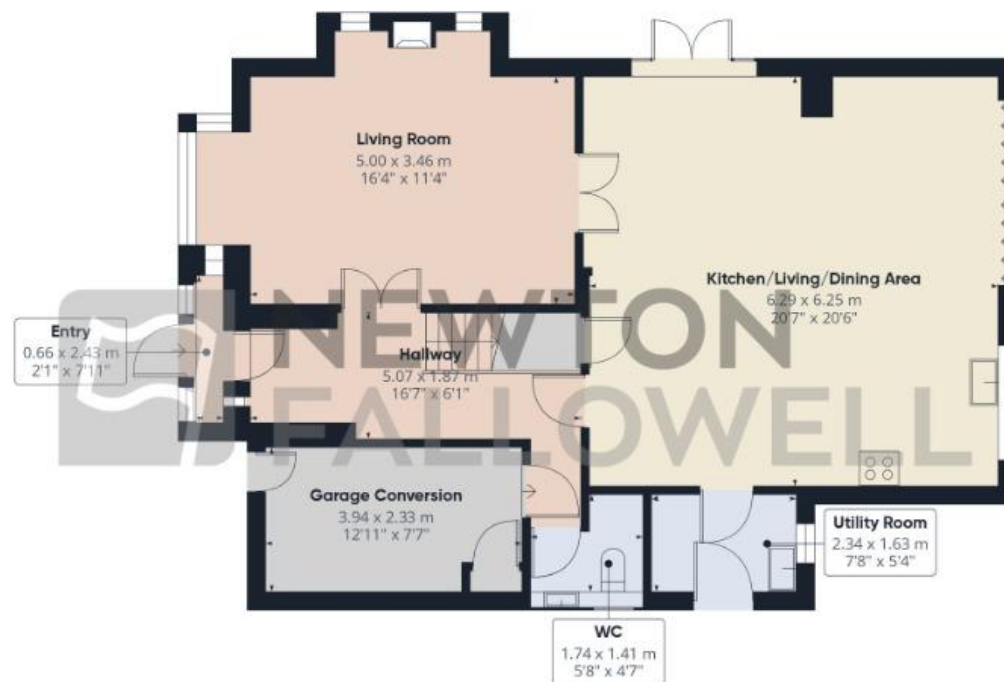 Living Room
5.00 x 3.46 m
16'4" x 11'4"
Kitchen/Living/Dining Area
6.29 x 6.25 m
20'7" x 20'6"
NEWTON
FALLOWELL
Entry
0.66 x 2.43 m
2'1" x 7'11"
Hallway
5.07 x 1.87 m
16'7" x 6'1"
Garage Conversion
3.94 x 2.33 m
12'11" x 7'7"
Utility Room
2.34 x 1.63 m
7'8" x 5'4"
WC
1.74 x 1.41 m
5'8" x 4'7"